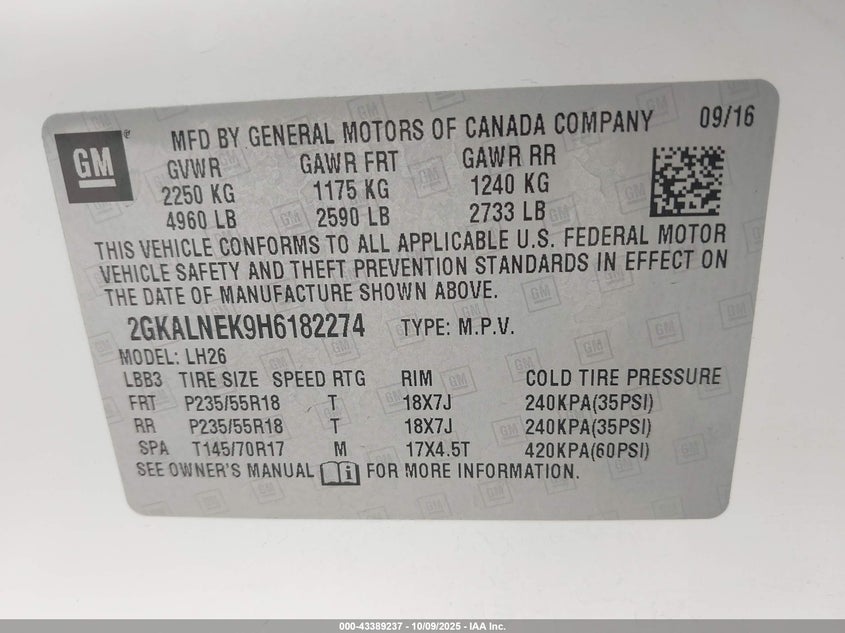 GM
MFD BY GENERAL MOTORS OF CANADA COMPANY 09/16
GVWR GAWR FRT GAWR RR
2250 KG 1175 KG 1240 KG
4960 LB 2590 LB 2733 LB
THIS VEHICLE CONFORMS TO ALL APPLICABLE U.S. FEDERAL MOTOR
VEHICLE SAFETY AND THEFT PREVENTION STANDARDS IN EFFECT ON
THE DATE OF MANUFACTURE SHOWN ABOVE.
2GKALNEK9H6182274 TYPE: M.P.V.
MODEL: LH26
LBB3 TIRE SIZE SPEED RTG RIM COLD TIRE PRESSURE
FRT P235/55R18 T 18X7J 240KPA(35PSI)
RR P235/55R18 T 18X7J 240KPA(35PSI)
SPA T145/70R17 M 17X4.5T 420KPA(60PSI)
SEE OWNER'S MANUAL i FOR MORE INFORMATION.
000-43389237 - 10/09/2025 - IAA Inc.